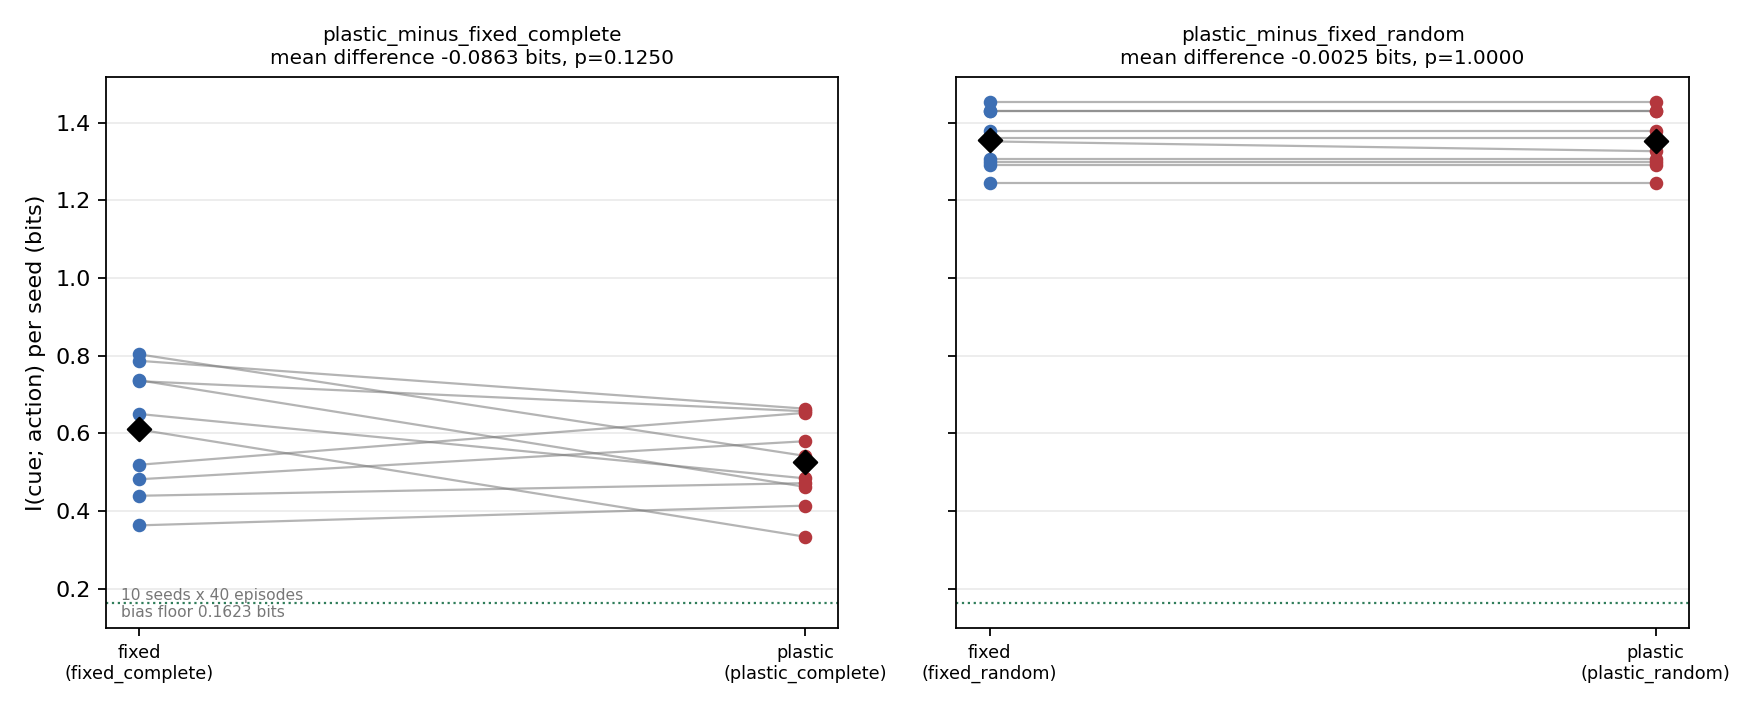 plastic_minus_fixed_complete
mean difference -0.0863 bits, p=0.1250
plastic_minus_fixed_random
mean difference -0.0025 bits, p=1.0000
I(cue; action) per seed (bits)
1.4
1.2
1.0
0.8
0.6
0.4
0.2
10 seeds x 40 episodes
bias floor 0.1623 bits
fixed
(fixed_complete)
plastic
(plastic_complete)
fixed
(fixed_random)
plastic
(plastic_random)